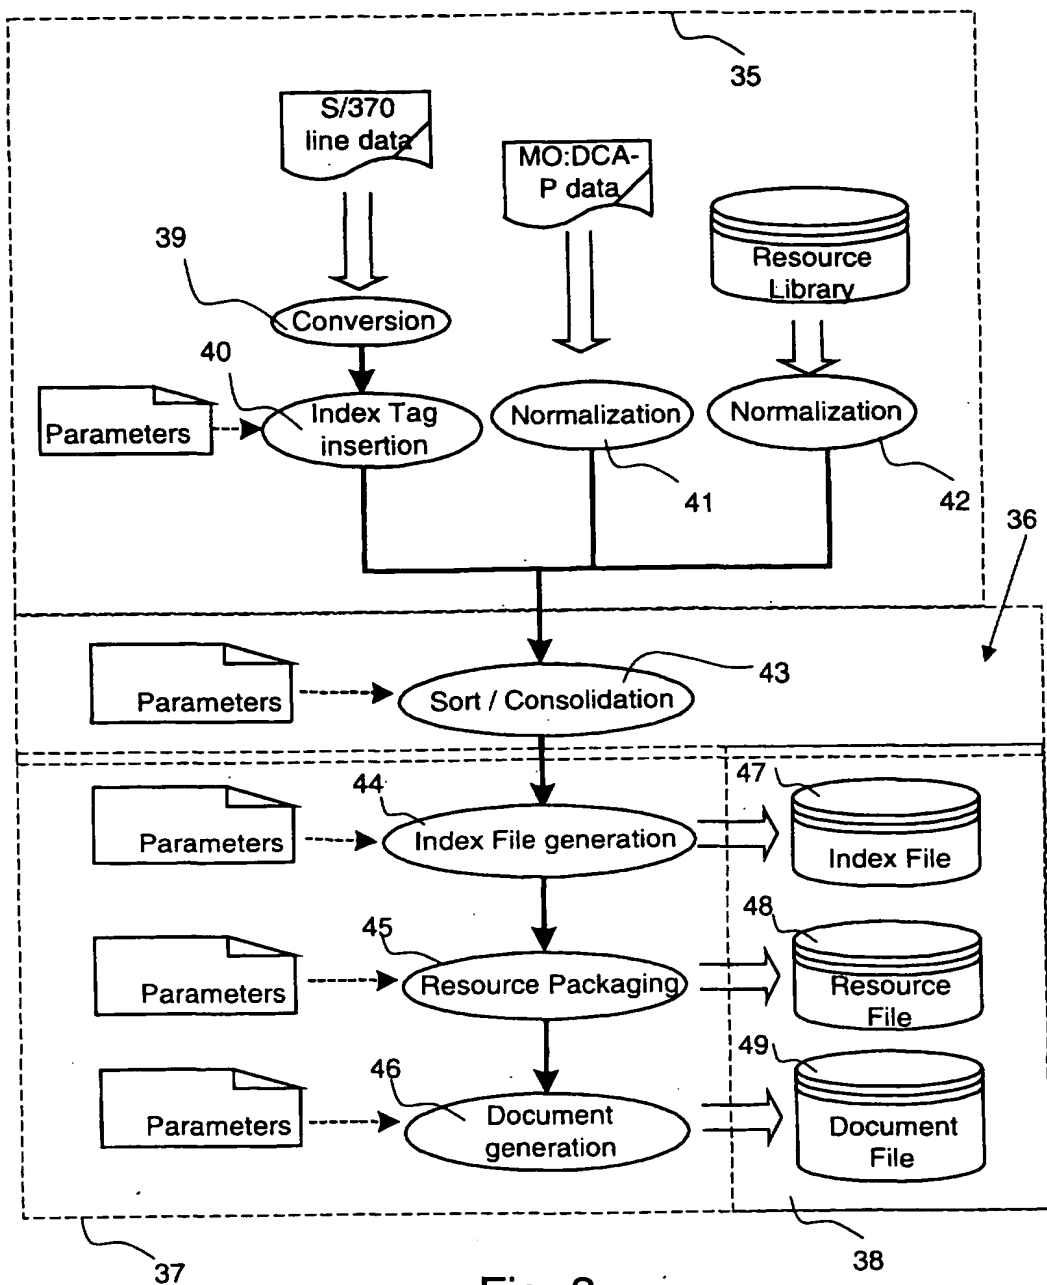 35
S/370
line data
MO:DCA-
P data
Resource
Library
39
Conversion
40
Parameters
Index Tag
insertion
Normalization
Normalization
41
42
36
Parameters
Sort / Consolidation
43
Parameters
44
Index File generation
47
Index File
Parameters
45
Resource Packaging
48
Resource
File
Parameters
46
Document
generation
49
Document
File
37
38